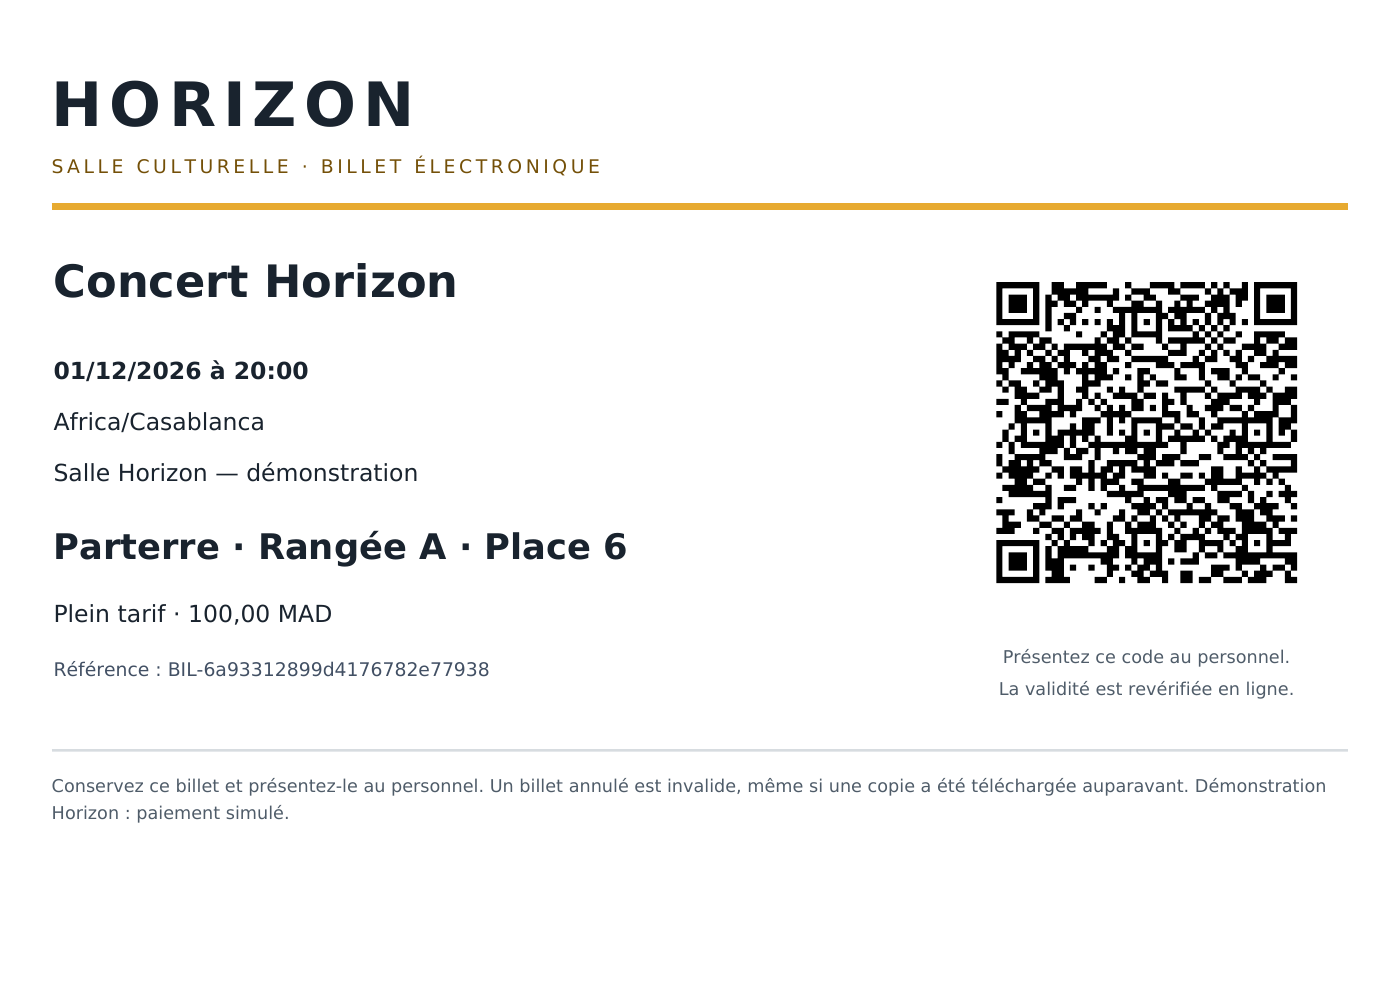 HORIZON
SALLE CULTURELLE · BILLET ÉLECTRONIQUE
Concert Horizon
01/12/2026 à 20:00
Africa/Casablanca
Salle Horizon — démonstration
Parterre · Rangée A · Place 6
Plein tarif · 100,00 MAD
Référence : BIL-6a93312899d4176782e77938
Présentez ce code au personnel.
La validité est revérifiée en ligne.
Conservez ce billet et présentez-le au personnel. Un billet annulé est invalide, même si une copie a été téléchargée auparavant. Démonstration
Horizon : paiement simulé.